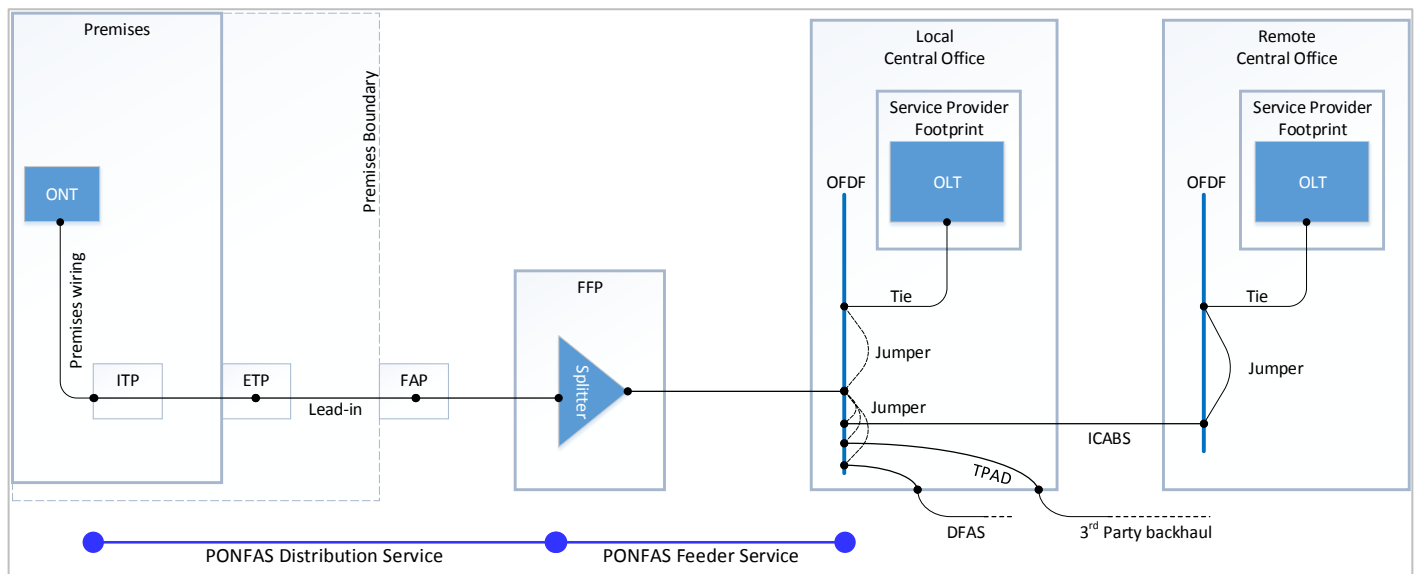 Premises
Premises Boundary
ONT
Premises wiring
ITP
ETP
Lead-in
FAP
FFP
Splitter
Local
Central Office
Service Provider
Footprint
OFDF
OLT
Tie
Jumper
Jumper
ICABS
TPAD
DFAS
3rd Party backhaul
Remote
Central Office
Service Provider
Footprint
OFDF
OLT
Tie
Jumper
PONFAS Distribution Service
PONFAS Feeder Service